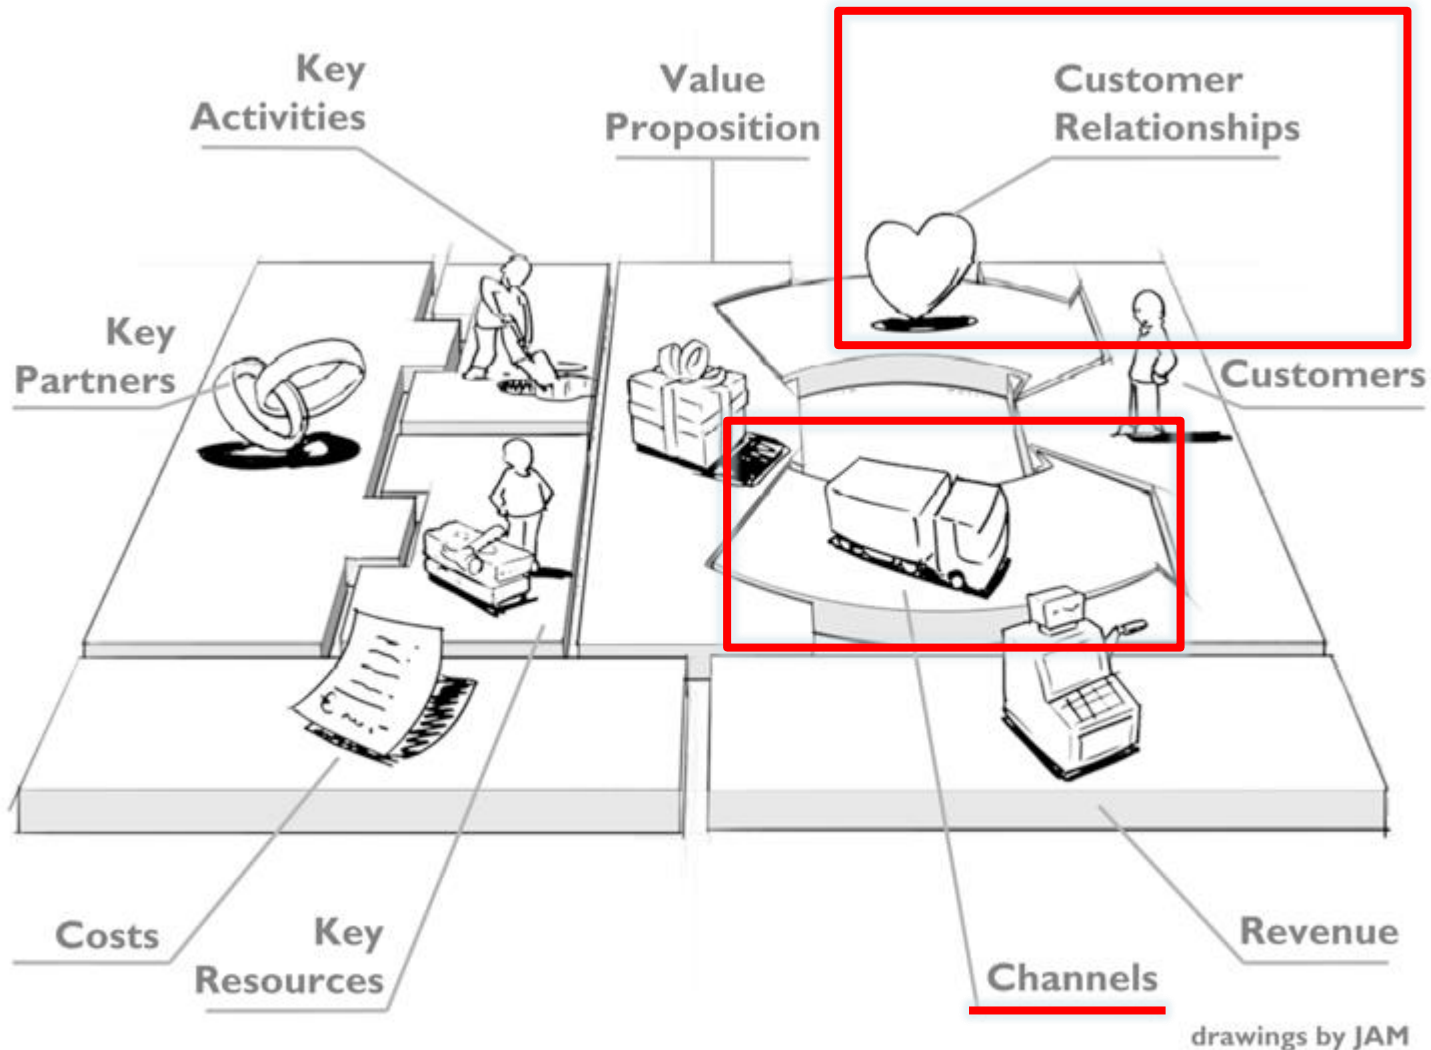 Key
Activities
Value
Proposition
Customer
Relationships
Key
Partners
Customers
€
Costs
Key
Resources
Channels
Revenue
drawings by JAM